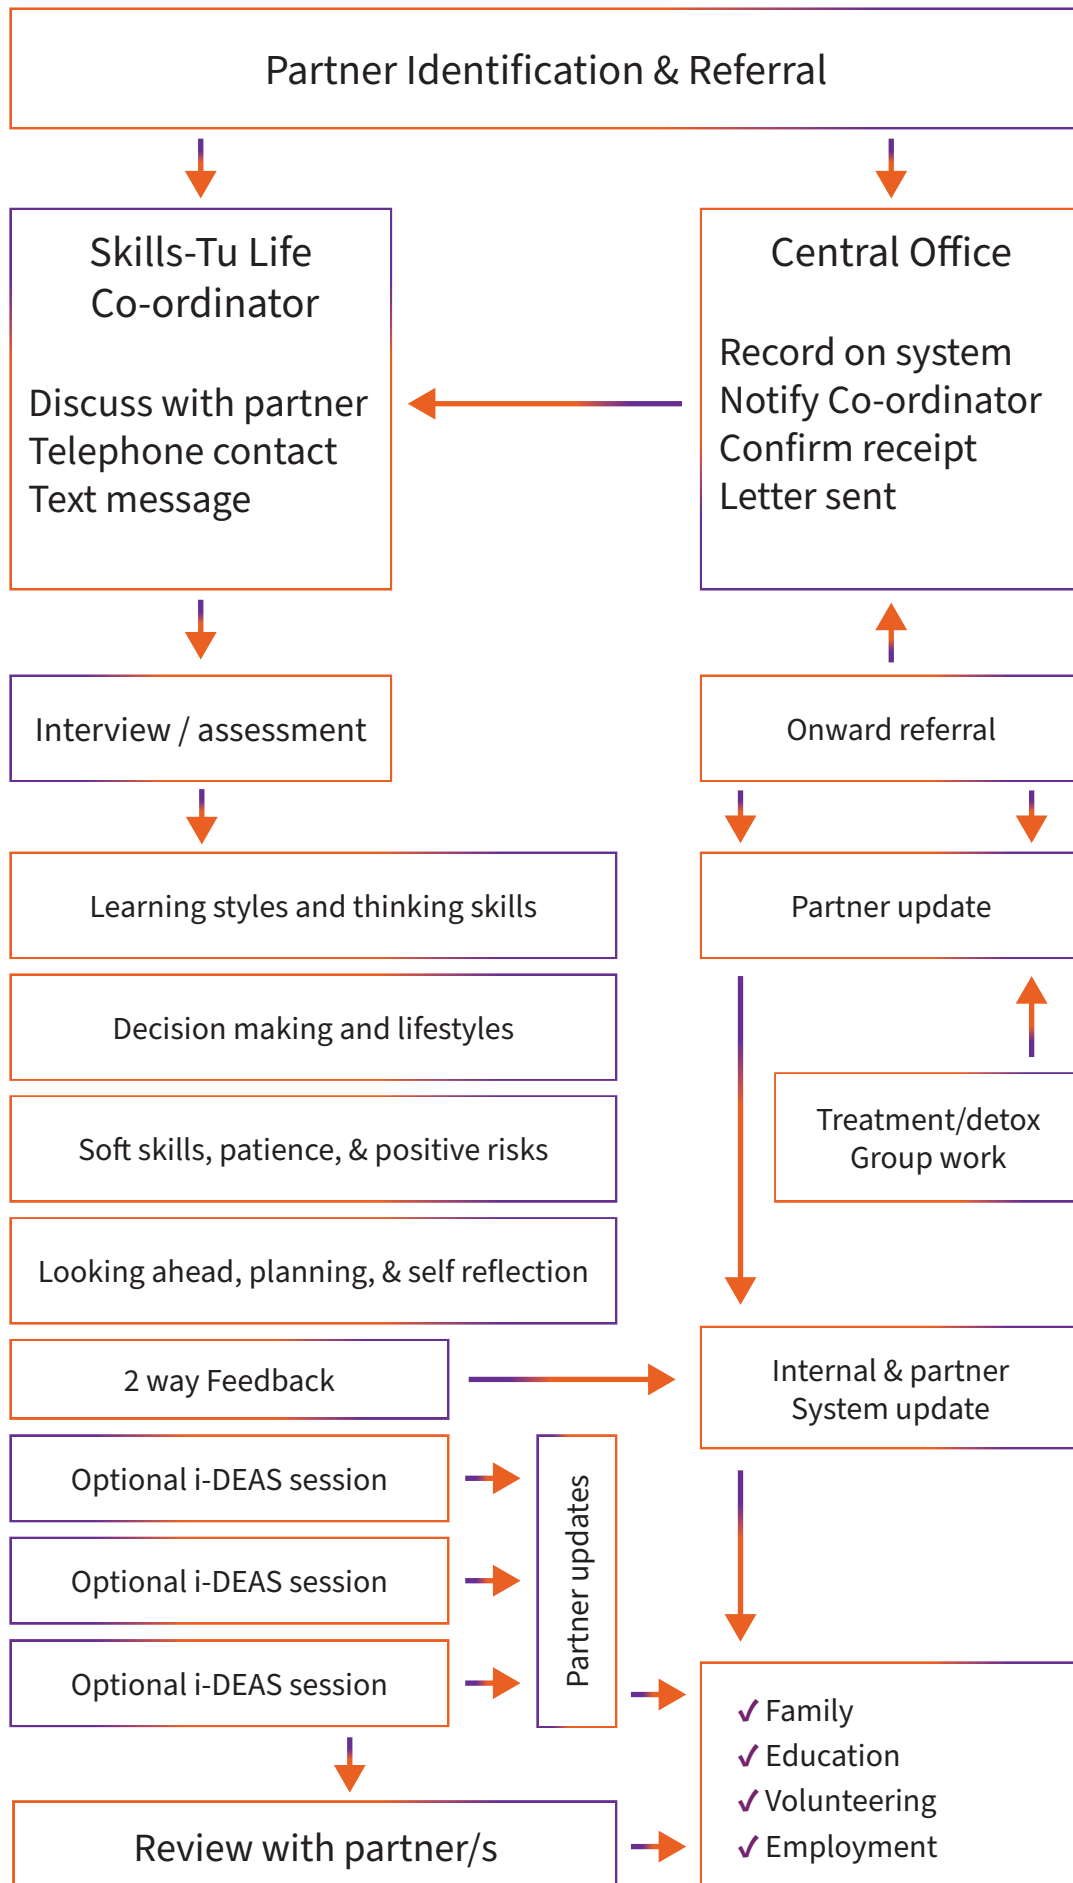 Partner Identification & Referral
Skills-Tu Life
Co-ordinator
Discuss with partner
Telephone contact
Text message
Central Office
Record on system
Notify Co-ordinator
Confirm receipt
Letter sent
Interview / assessment
Onward referral
Learning styles and thinking skills
Partner update
Decision making and lifestyles
Treatment/detox
Group work
Soft skills, patience, & positive risks
Looking ahead, planning, & self reflection
2 way Feedback
Internal & partner
System update
Optional i-DEAS session
Optional i-DEAS session
Optional i-DEAS session
Partner updates
Review with partner/s
✓ Family
✓ Education
✓ Volunteering
✓ Employment